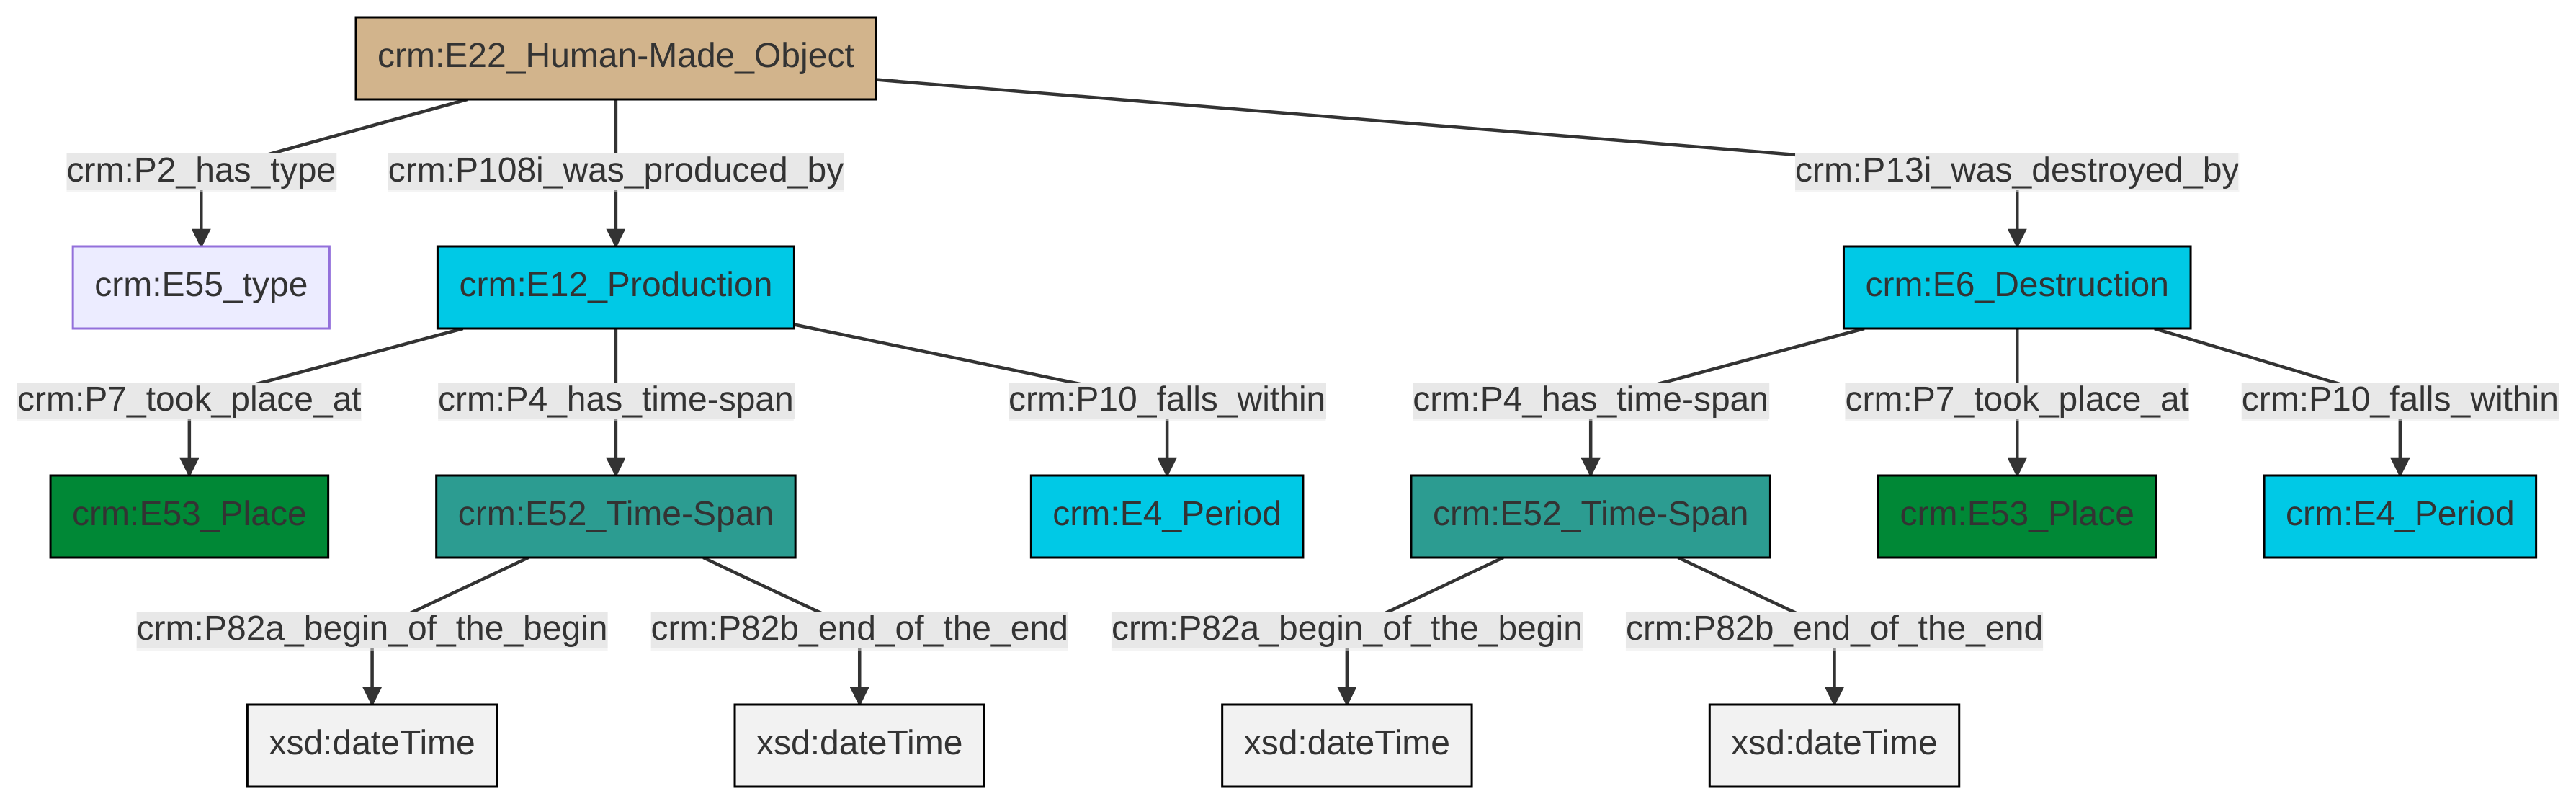 crm:E22_Human-Made_Object
crm:P2_has_type
crm:P108i_was_produced_by
crm:P13i_was_destroyed_by
crm:E55_type
crm:E12_Production
crm:E6_Destruction
crm:P7_took_place_at
crm:P4_has_time-span
crm:P10_falls_within
crm:P4_has_time-span
crm:P7_took_place_at
crm:P10_falls_within
crm:E53_Place
crm:E52_Time-Span
crm:E4_Period
crm:E52_Time-Span
crm:E53_Place
crm:E4_Period
crm:P82a_begin_of_the_begin
crm:P82b_end_of_the_end
crm:P82a_begin_of_the_begin
crm:P82b_end_of_the_end
xsd:dateTime
xsd:dateTime
xsd:dateTime
xsd:dateTime